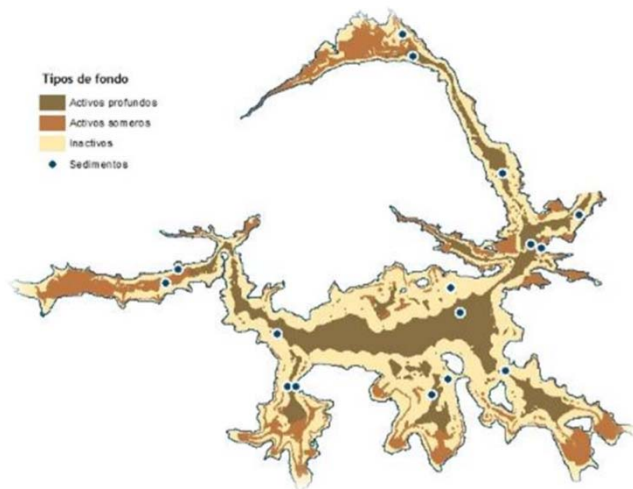 Tipos de fondo
Activos profundos
Activos someros
Inactivos
Sedimentos